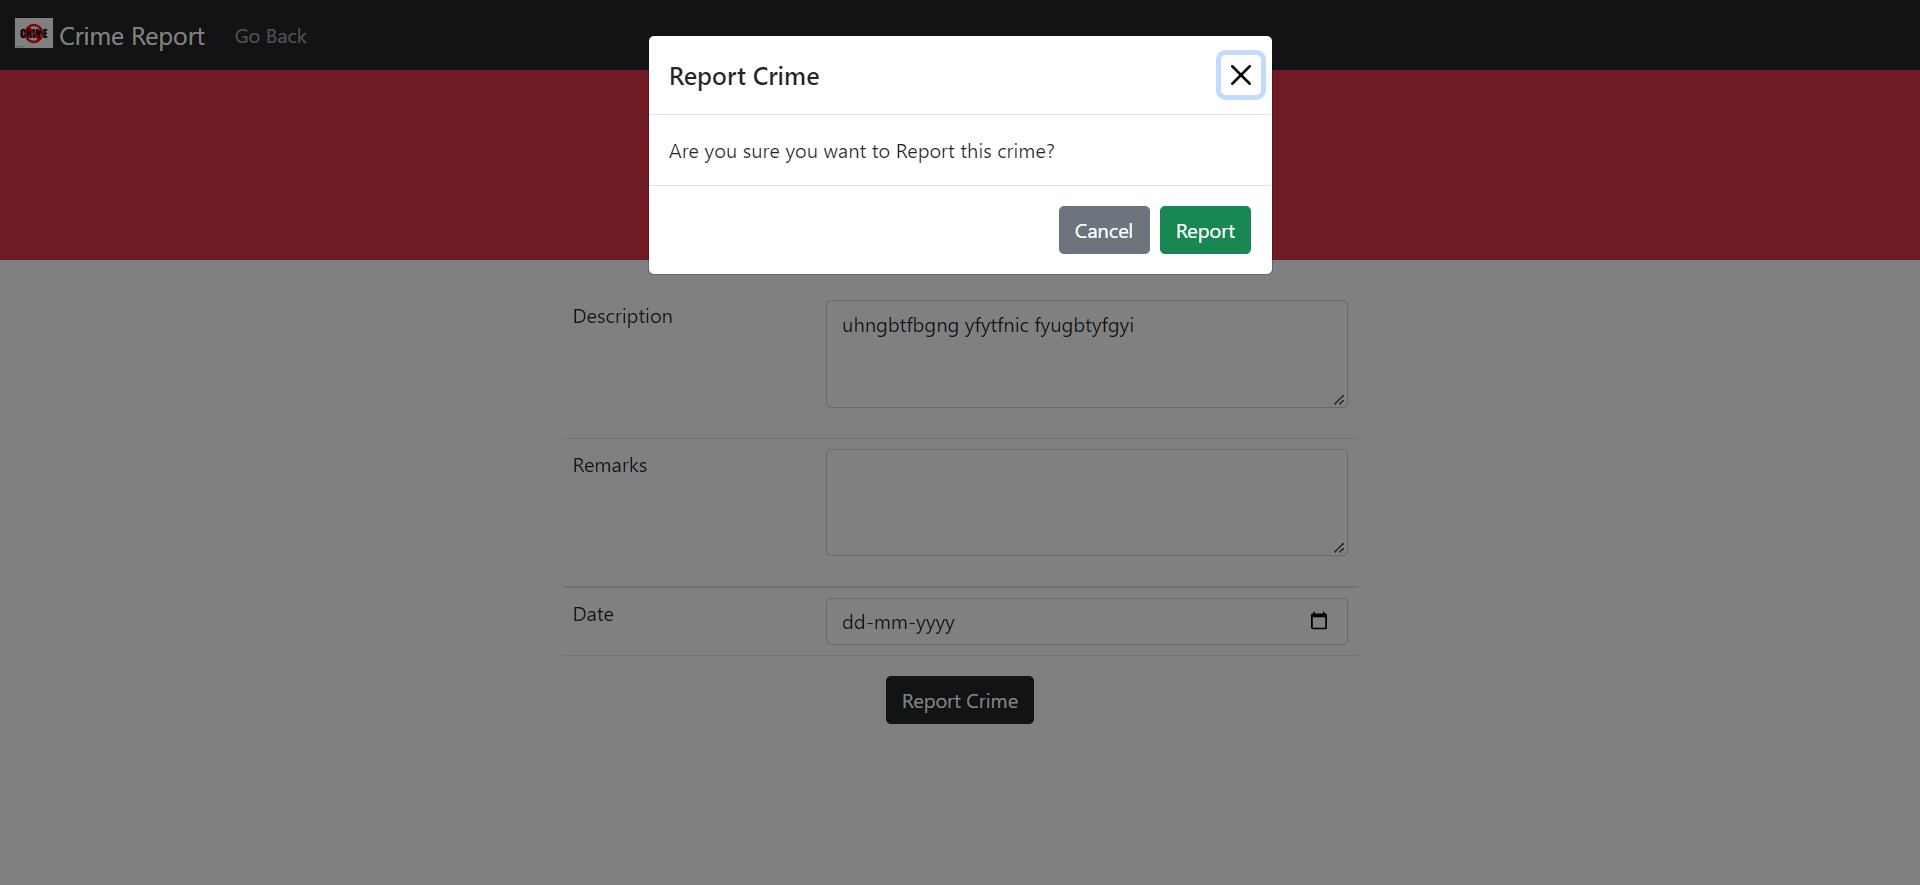 CRIME Crime Report Go Back
Report Crime
Are you sure you want to Report this crime?
Cancel Report
Description uhngbtfbgng yfytfnic fyugbtyfgyi
Remarks
Date dd-mm-yyyy
Report Crime